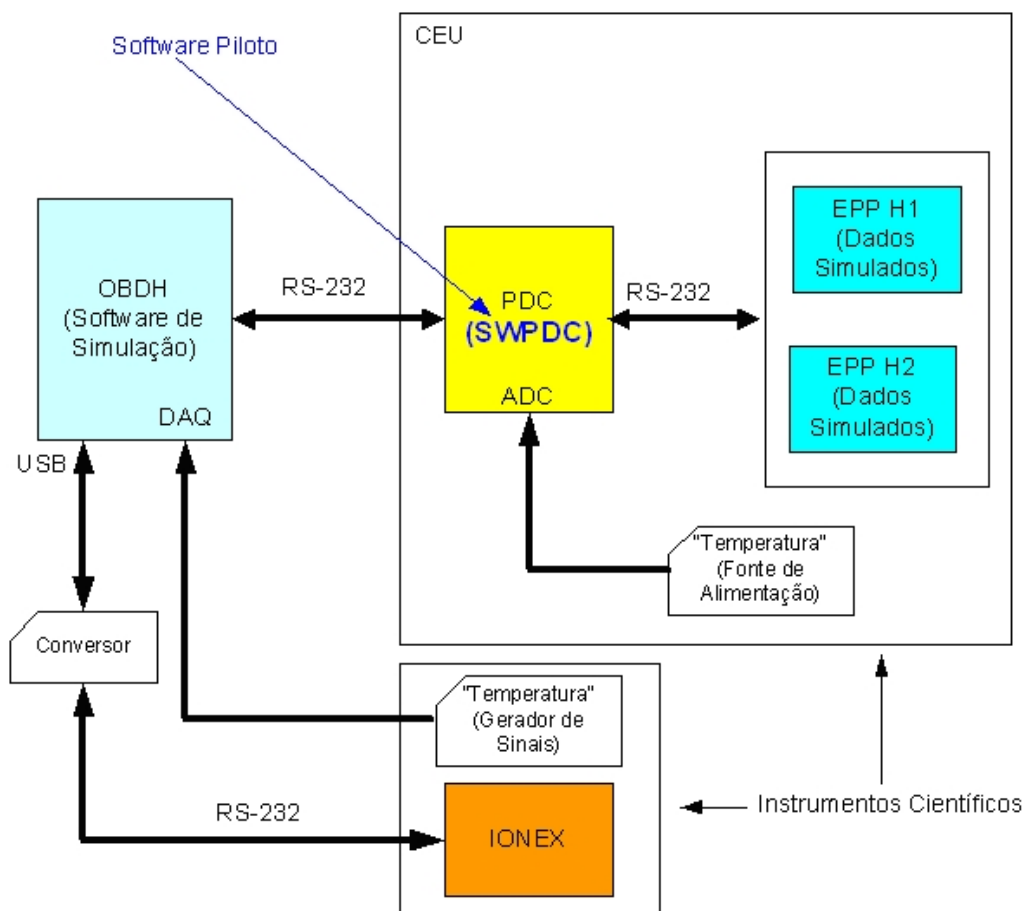 CEU
Software Piloto
EPP H1
(Dados
Simulados)
OBDH
(Software de
Simulação)
DAQ
RS-232
PDC
(SWPDC)
ADC
RS-232
EPP H2
(Dados
Simulados)
USB
"Temperatura"
(Fonte de
Alimentação)
Conversor
"Temperatura"
(Gerador de
Sinais)
Instrumentos Científicos
RS-232
IONEX